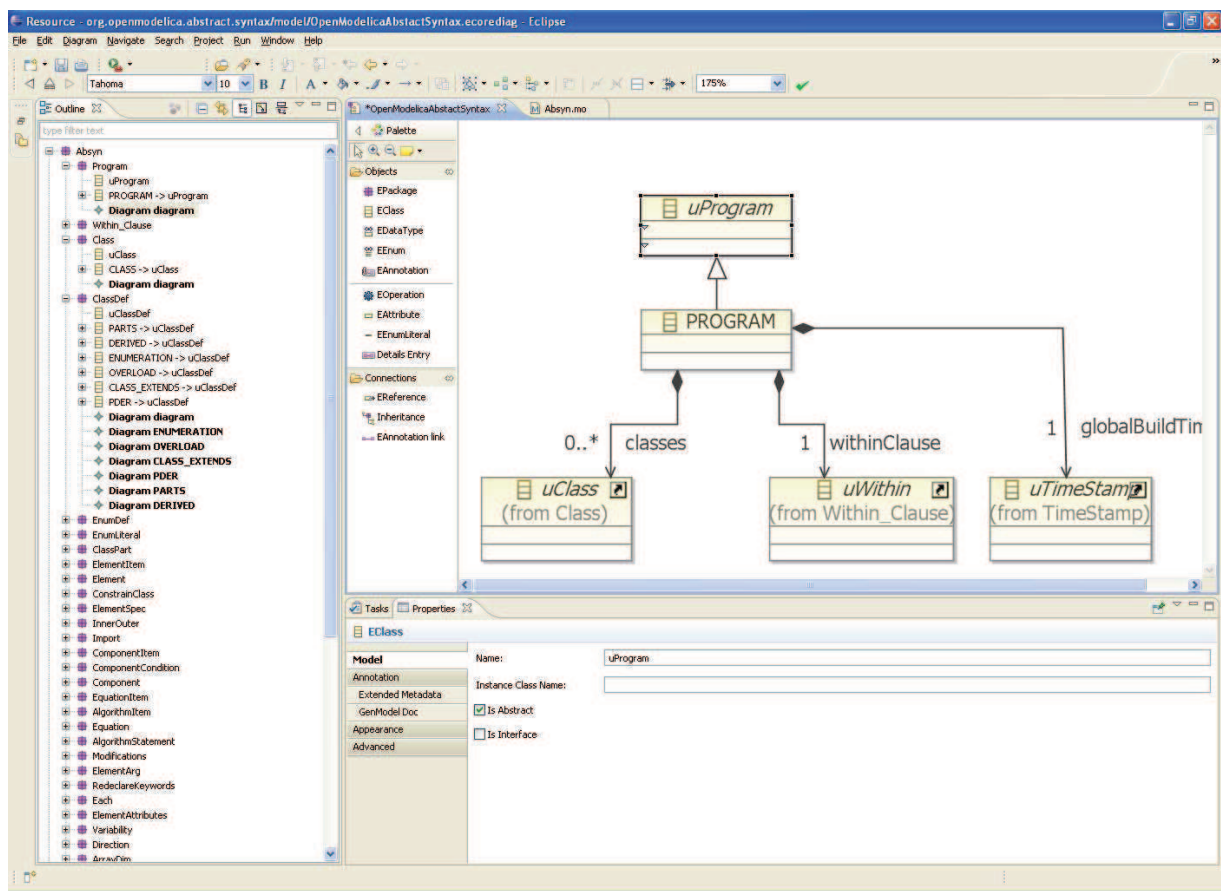 Resource - org.openmodelica.abstract.syntax/model/OpenModelicaAbstactSyntax.ecorediag - Eclipse
File Edit Diagram Navigate Search Project Run Window Help
Tahoma 10 B I A 175%
Outline
type filter text
Absyn
Program
uProgram
PROGRAM -> uProgram
Diagram diagram
Within_Clause
Class
uClass
CLASS -> uClass
Diagram diagram
ClassDef
uClassDef
PARTS -> uClassDef
DERIVED -> uClassDef
ENUMERATION -> uClassDef
OVERLOAD -> uClassDef
CLASS_EXTENDS -> uClassDef
PDER -> uClassDef
Diagram diagram
Diagram ENUMERATION
Diagram OVERLOAD
Diagram CLASS_EXTENDS
Diagram PDER
Diagram PARTS
Diagram DERIVED
EnumDef
EnumLiteral
ClassPart
ElementItem
Element
ConstrainClass
ElementSpec
InnerOuter
Import
ComponentItem
ComponentCondition
Component
EquationItem
AlgorithmItem
Equation
AlgorithmStatement
Modifications
ElementArg
RedeclareKeywords
Each
ElementAttributes
Variability
Direction
ArrayDim
*OpenModelicaAbstactSyntax Absyn.mo
Palette
Objects
EPackage
EClass
EDataType
EEnum
EAnnotation
EOperation
EAttribute
EEnumLiteral
Details Entry
Connections
EReference
Inheritance
EAnnotation link
uProgram
PROGRAM
0..* classes
1 withinClause
1 globalBuildTim
uClass
(from Class)
uWithin
(from Within_Clause)
uTimeStamp
(from TimeStamp)
Tasks Properties
EClass
Model
Annotation
Extended Metadata
GenModel Doc
Appearance
Advanced
Name: uProgram
Instance Class Name:
Is Abstract
Is Interface